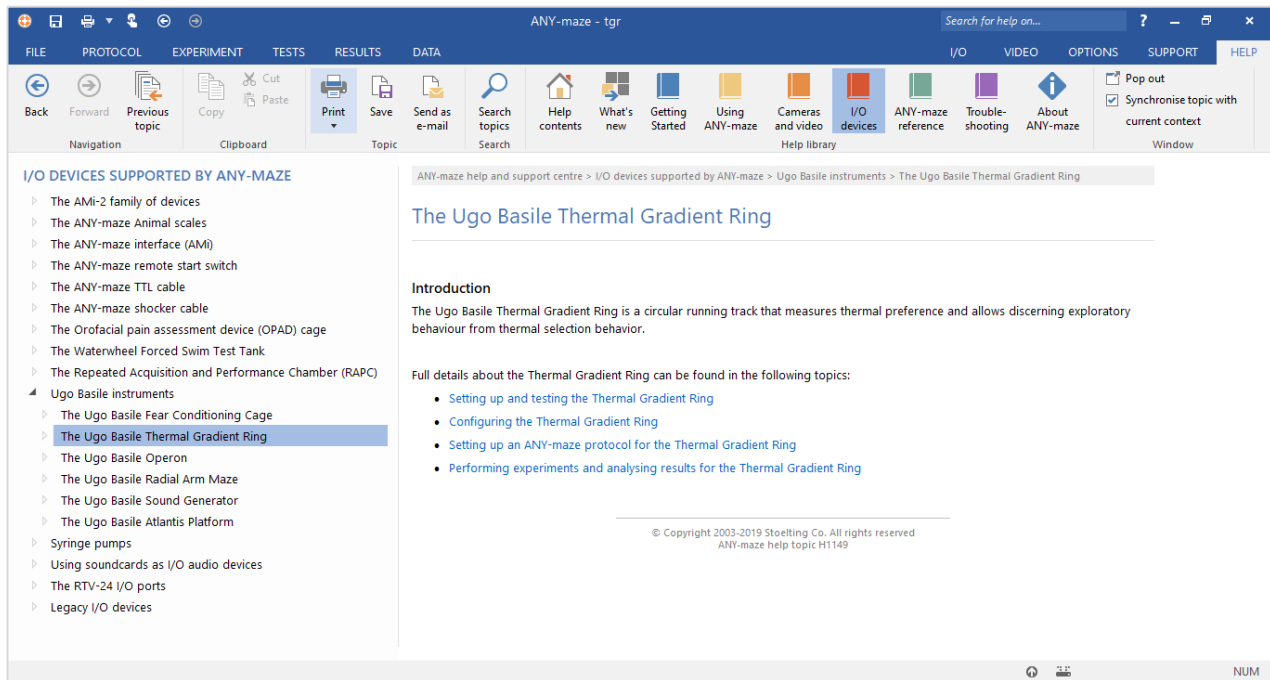 ANY-maze - tgr
Search for help on...
?
FILE PROTOCOL EXPERIMENT TESTS RESULTS DATA I/O VIDEO OPTIONS SUPPORT HELP
Back
Forward
Previous
topic
Navigation
Copy
Cut
Paste
Clipboard
Print
Save
Send as
e-mail
Topic
Search
topics
Search
Help
contents
What's
new
Getting
Started
Using
ANY-maze
Cameras
and video
I/O
devices
ANY-maze
reference
Trouble-
shooting
About
ANY-maze
Help library
Pop out
Synchronise topic with
current context
Window
I/O DEVICES SUPPORTED BY ANY-MAZE
The AMi-2 family of devices
The ANY-maze Animal scales
The ANY-maze interface (AMi)
The ANY-maze remote start switch
The ANY-maze TTL cable
The ANY-maze shocker cable
The Orofacial pain assessment device (OPAD) cage
The Waterwheel Forced Swim Test Tank
The Repeated Acquisition and Performance Chamber (RAPC)
Ugo Basile instruments
The Ugo Basile Fear Conditioning Cage
The Ugo Basile Thermal Gradient Ring
The Ugo Basile Operon
The Ugo Basile Radial Arm Maze
The Ugo Basile Sound Generator
The Ugo Basile Atlantis Platform
Syringe pumps
Using soundcards as I/O audio devices
The RTV-24 I/O ports
Legacy I/O devices
ANY-maze help and support centre > I/O devices supported by ANY-maze > Ugo Basile instruments > The Ugo Basile Thermal Gradient Ring
The Ugo Basile Thermal Gradient Ring
Introduction
The Ugo Basile Thermal Gradient Ring is a circular running track that measures thermal preference and allows discerning exploratory
behaviour from thermal selection behavior.
Full details about the Thermal Gradient Ring can be found in the following topics:
• Setting up and testing the Thermal Gradient Ring
• Configuring the Thermal Gradient Ring
• Setting up an ANY-maze protocol for the Thermal Gradient Ring
• Performing experiments and analysing results for the Thermal Gradient Ring
© Copyright 2003-2019 Stoelting Co. All rights reserved
ANY-maze help topic H1149
NUM